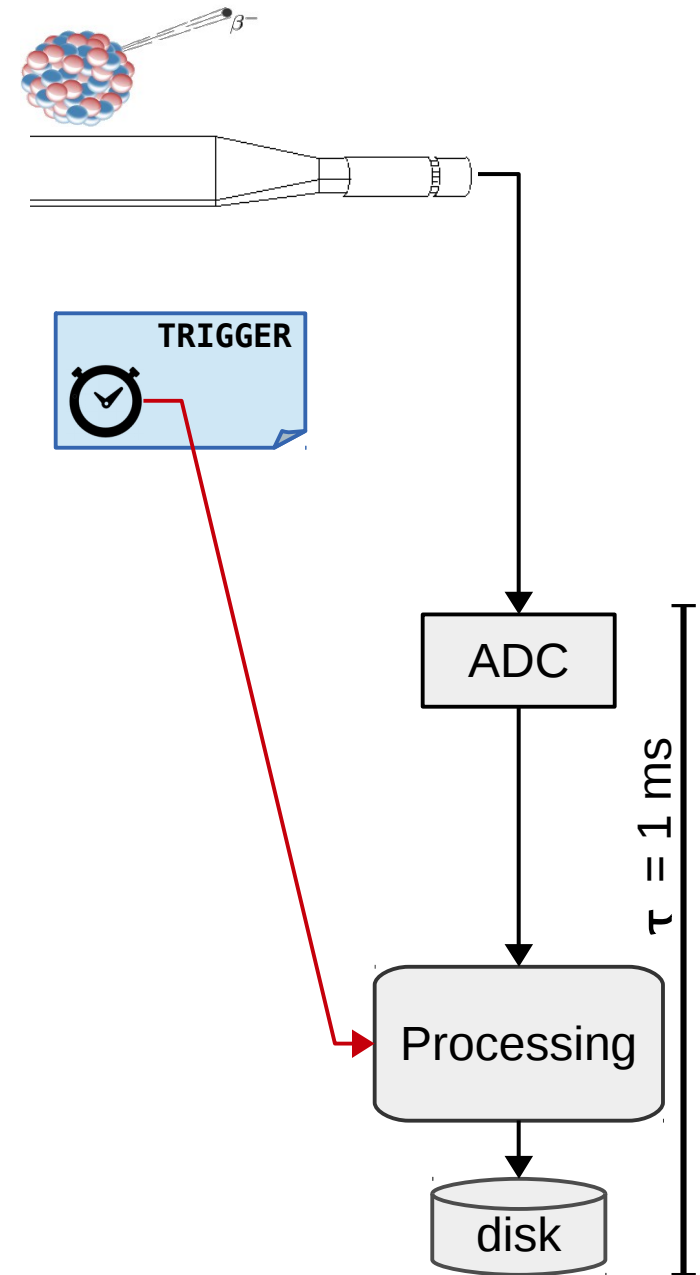 β⁻
TRIGGER
ADC
τ = 1 ms
Processing
disk